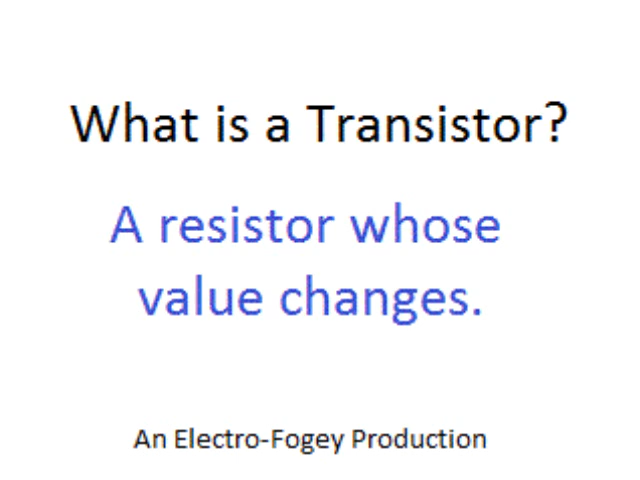 What is a Transistor?
A resistor whose
value changes.
An Electro-Fogey Production